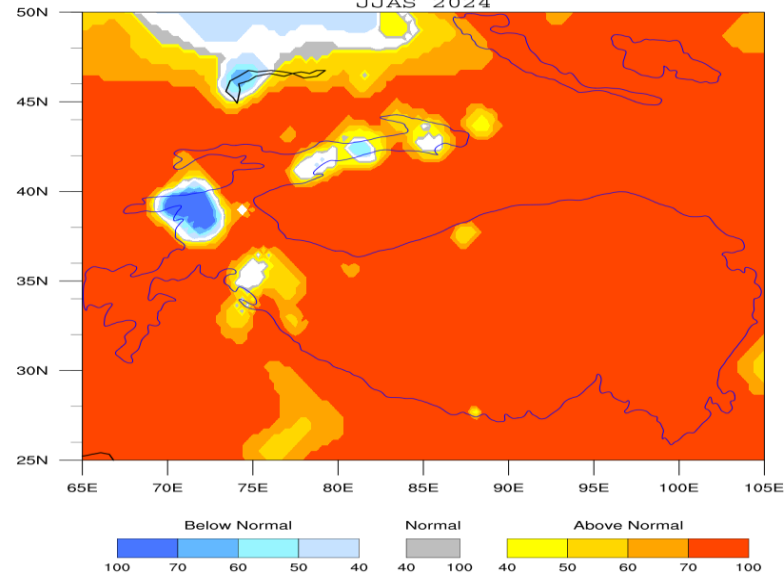 JJAS 2024
50N
45N
40N
35N
30N
25N
65E 70E 75E 80E 85E 90E 95E 100E 105E
Below Normal Normal Above Normal
100 70 60 50 40 40 100 40 50 60 70 100